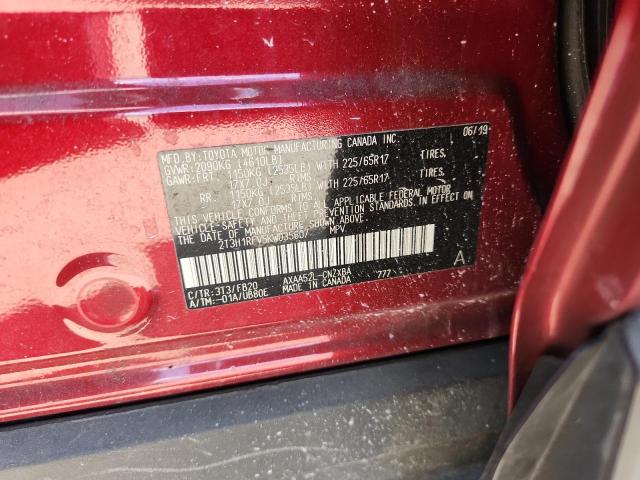 MFD.BY:TOYOTA MOTOR MANUFACTURING CANADA INC. 06/19
GVWR:2090KG (4610LB)
GAWR:FRT 1150KG (2535LB) WITH 225/65R17 TIRES,
17X7.0J RIMS
RR 1150KG WITH 225/65R17 TIRES,
17X7.0J RIMS
THIS VEHICLE CONFORMS TO ALL APPLICABLE FEDERAL MOTOR
VEHICLE-SAFETY AND THEFT PREVENTION STANDARDS IN EFFECT ON
THE DATE OF MANUFACTURE SHOWN ABOVE.
2T3H1RFV5KW035607 MPV
A
C/TR:3T3/FB20 AXAA52L-CNZXBA
A/TM:-01A/UB80E MADE IN CANADA 777